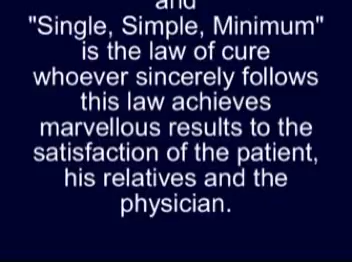 and
"Single, Simple, Minimum"
is the law of cure
whoever sincerely follows
this law achieves
marvellous results to the
satisfaction of the patient,
his relatives and the
physician.